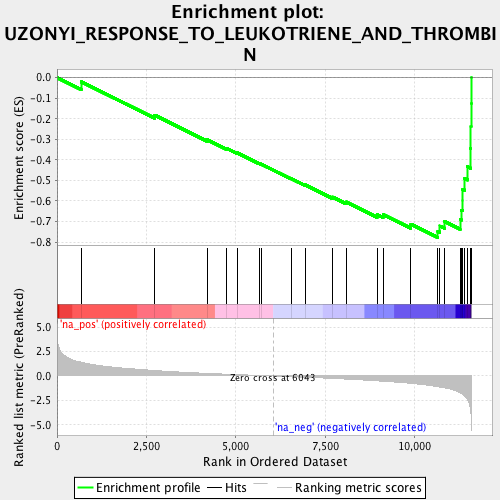 Enrichment plot:
UZONYI_RESPONSE_TO_LEUKOTRIENE_AND_THROMBI
N
Enrichment score (ES)
0.0
-0.1
-0.2
-0.3
-0.4
-0.5
-0.6
-0.7
-0.8
'na_pos' (positively correlated)
Ranked list metric (PreRanked)
5.0
2.5
0.0
-2.5
-5.0
Zero cross at 6043
'na_neg' (negatively correlated)
0
2,500
5,000
7,500
10,000
Rank in Ordered Dataset
Enrichment profile
Hits
Ranking metric scores